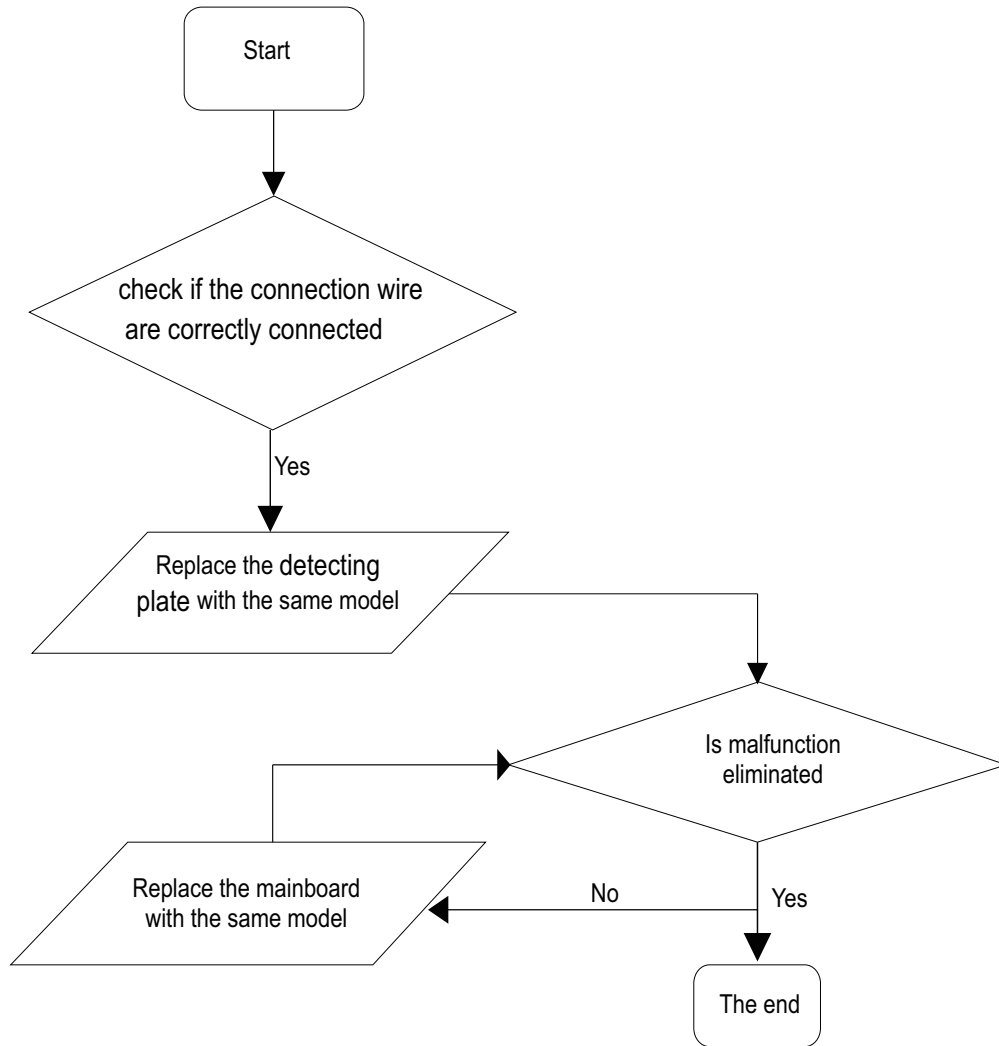 Start
check if the connection wire
are correctly connected
Yes
Replace the detecting
plate with the same model
Is malfunction
eliminated
Replace the mainboard
with the same model
No
Yes
The end